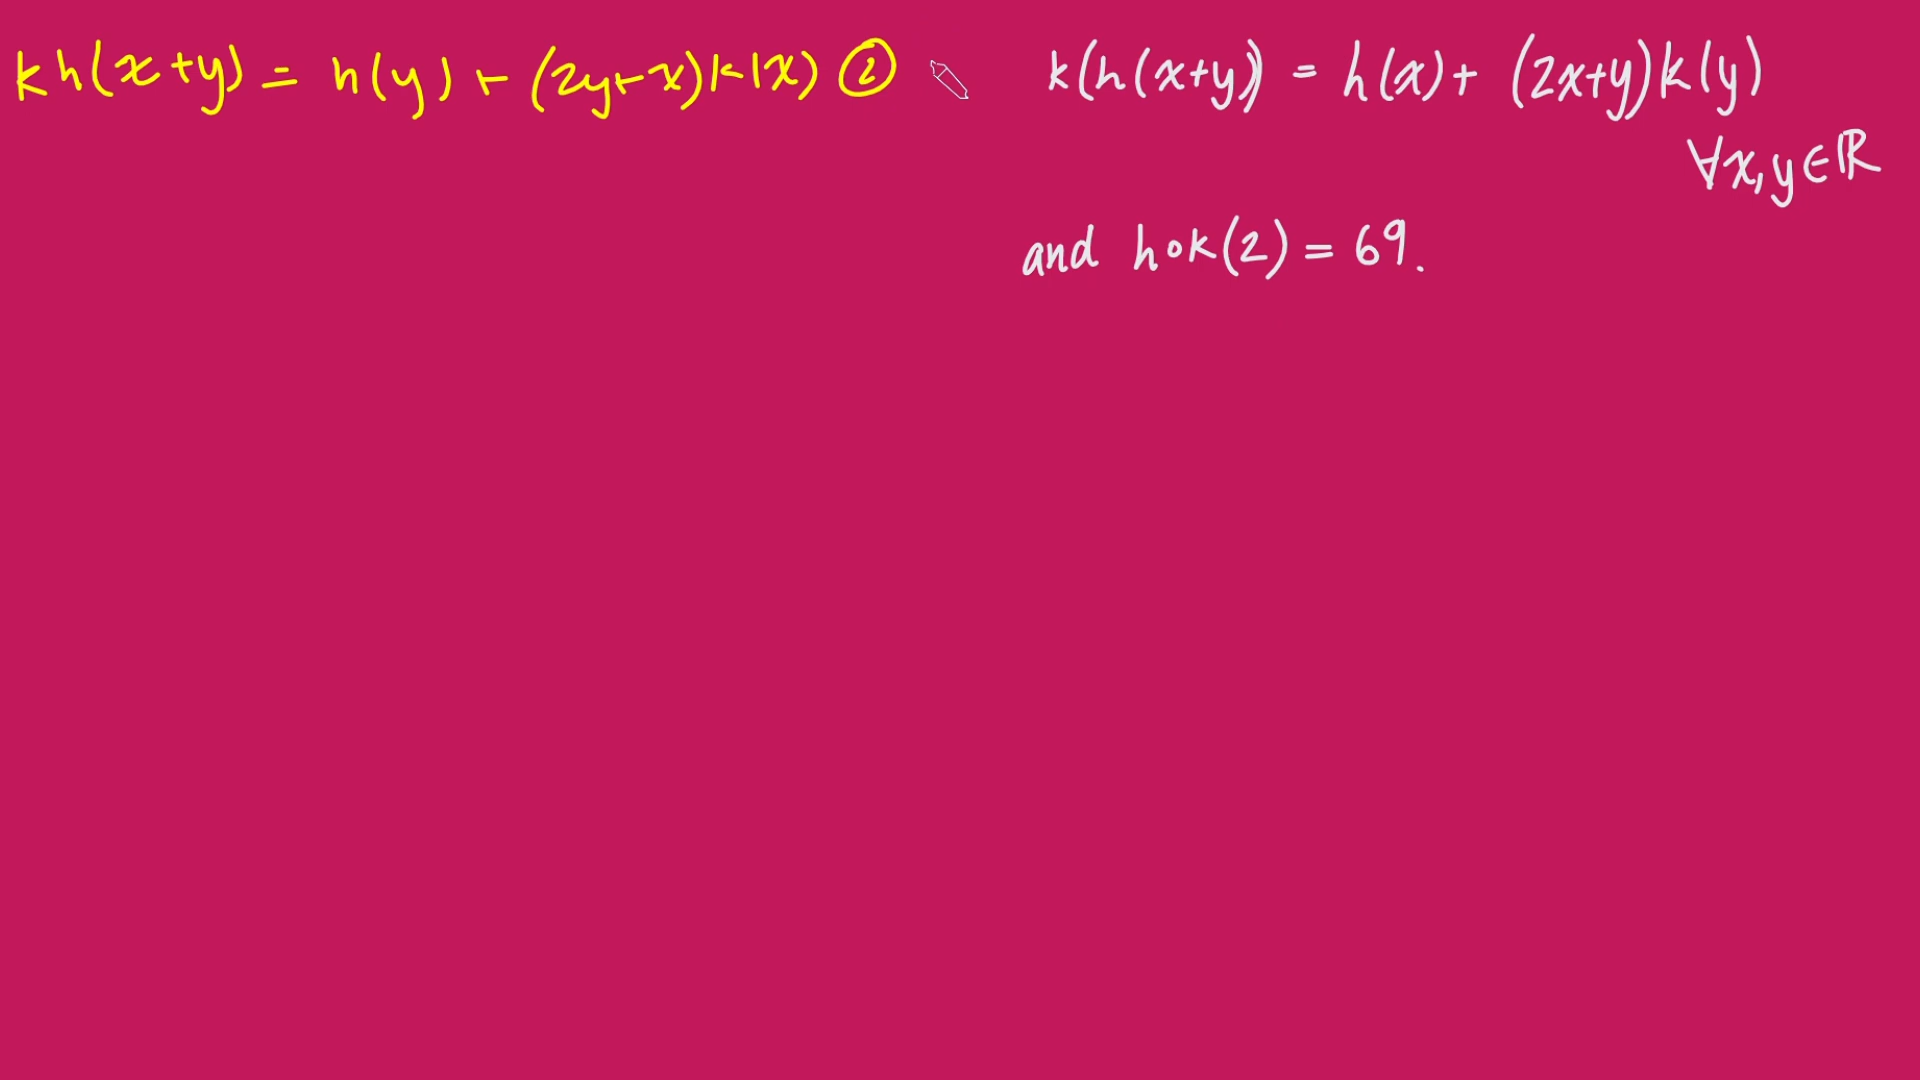 kh(x+y) = h(y) + (2y+x)k(x) ②
k(h(x+y)) = h(x) + (2x+y)k(y)
∀x,y∈ℝ
and h∘k(2) = 69.